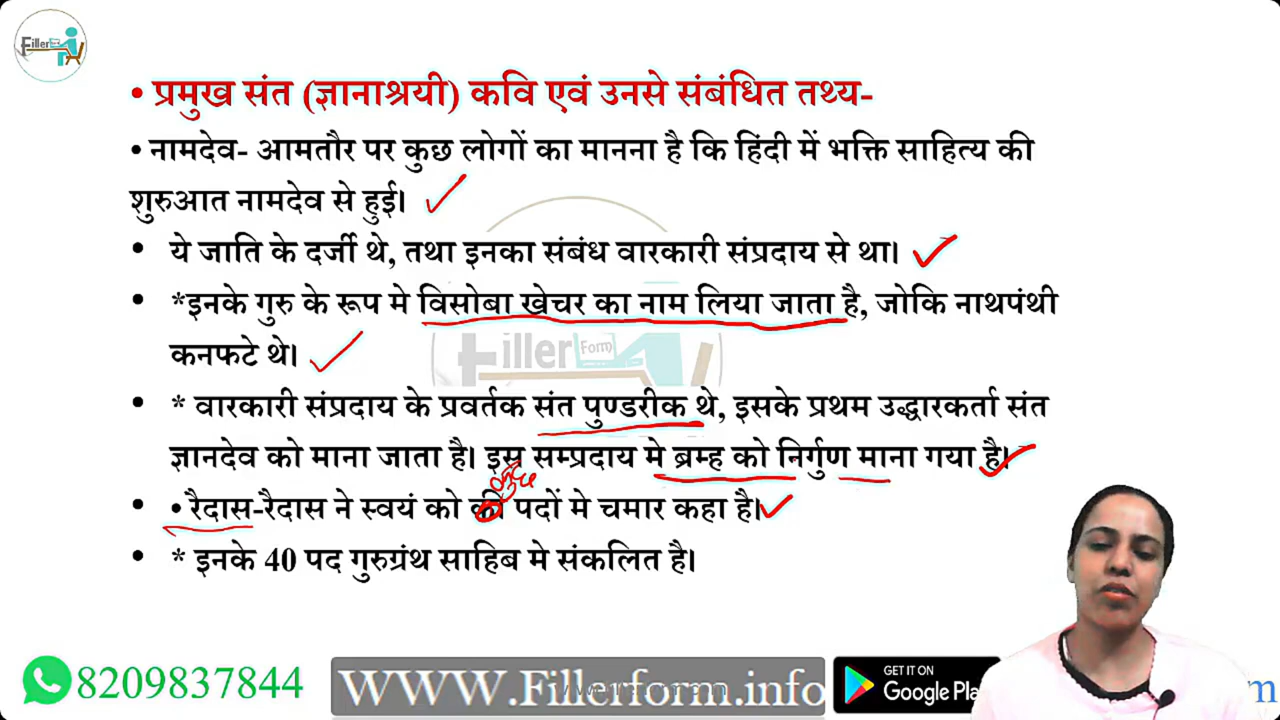 Fillerform
• प्रमुख संत (ज्ञानाश्रयी) कवि एवं उनसे संबंधित तथ्य-
• नामदेव- आमतौर पर कुछ लोगों का मानना है कि हिंदी में भक्ति साहित्य की
शुरुआत नामदेव से हुई।
• ये जाति के दर्जी थे, तथा इनका संबंध वारकारी संप्रदाय से था।
• *इनके गुरु के रूप मे विसोबा खेचर का नाम लिया जाता है, जोकि नाथपंथी
कनफटे थे।
Filler Form
• * वारकारी संप्रदाय के प्रवर्तक संत पुण्डरीक थे, इसके प्रथम उद्धारकर्ता संत
ज्ञानदेव को माना जाता है। इस सम्प्रदाय मे ब्रम्ह को निर्गुण माना गया है।
कुछ
• • रैदास-रैदास ने स्वयं को की पदों मे चमार कहा है।
• * इनके 40 पद गुरुग्रंथ साहिब मे संकलित है।
8209837844
WWW.Fillerform.info
GET IT ON
Google Pla
m